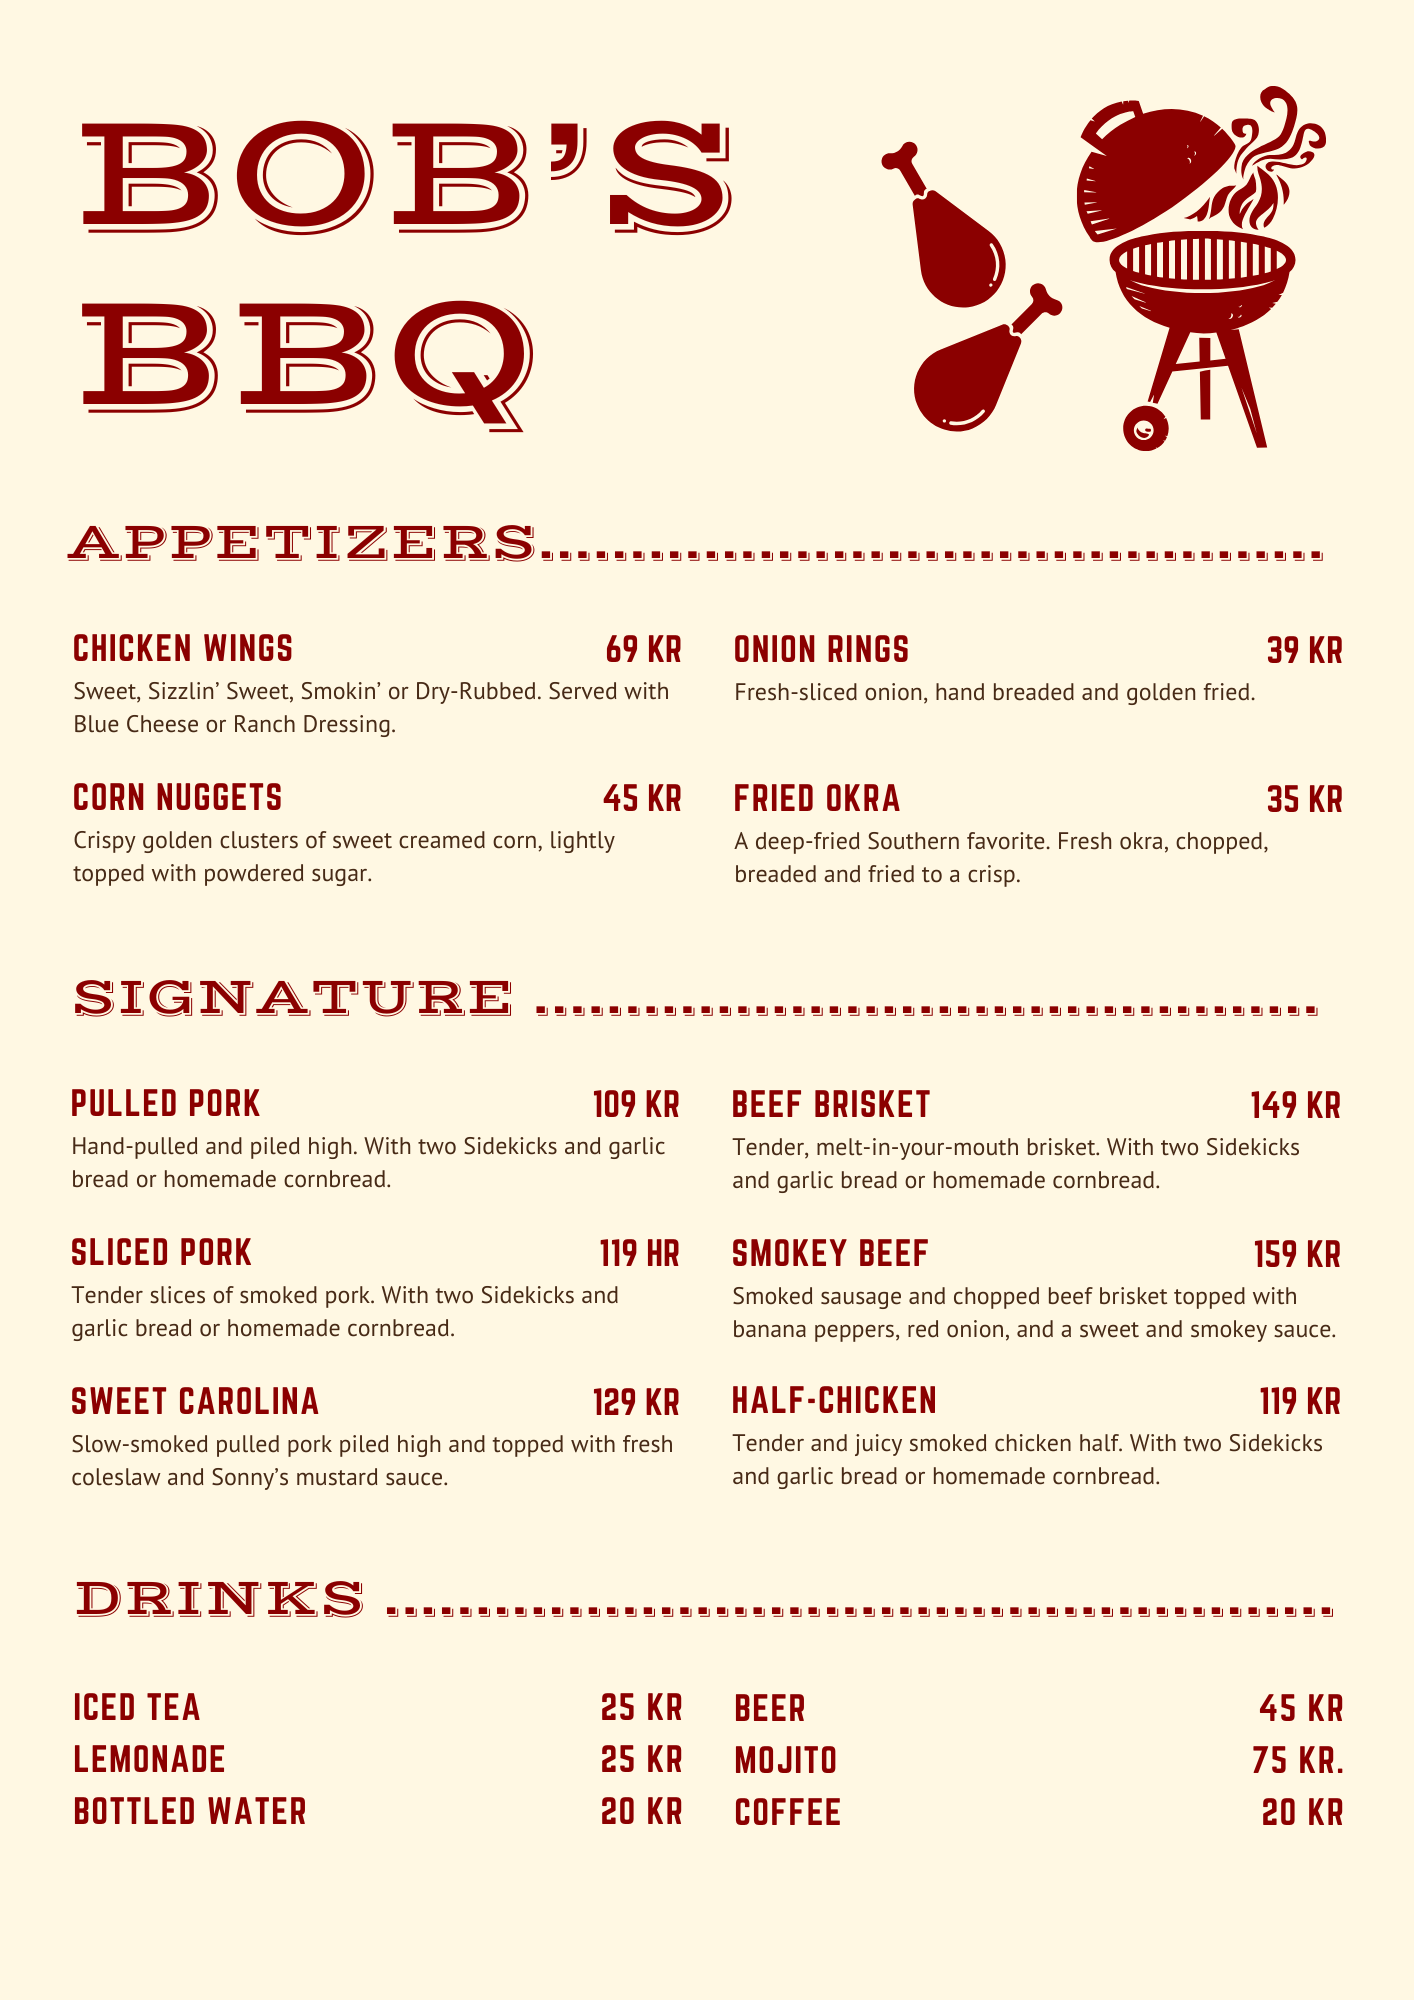 BOB'S
BBQ
APPETIZERS...........................................
CHICKEN WINGS 69 KR
Sweet, Sizzlin’ Sweet, Smokin’ or Dry-Rubbed. Served with
Blue Cheese or Ranch Dressing.
CORN NUGGETS 45 KR
Crispy golden clusters of sweet creamed corn, lightly
topped with powdered sugar.
ONION RINGS 39 KR
Fresh-sliced onion, hand breaded and golden fried.
FRIED OKRA 35 KR
A deep-fried Southern favorite. Fresh okra, chopped,
breaded and fried to a crisp.
SIGNATURE ...........................................
PULLED PORK 109 KR
Hand-pulled and piled high. With two Sidekicks and garlic
bread or homemade cornbread.
SLICED PORK 119 HR
Tender slices of smoked pork. With two Sidekicks and
garlic bread or homemade cornbread.
SWEET CAROLINA 129 KR
Slow-smoked pulled pork piled high and topped with fresh
coleslaw and Sonny’s mustard sauce.
BEEF BRISKET 149 KR
Tender, melt-in-your-mouth brisket. With two Sidekicks
and garlic bread or homemade cornbread.
SMOKEY BEEF 159 KR
Smoked sausage and chopped beef brisket topped with
banana peppers, red onion, and a sweet and smokey sauce.
HALF-CHICKEN 119 KR
Tender and juicy smoked chicken half. With two Sidekicks
and garlic bread or homemade cornbread.
DRINKS ....................................................
ICED TEA 25 KR
LEMONADE 25 KR
BOTTLED WATER 20 KR
BEER 45 KR
MOJITO 75 KR.
COFFEE 20 KR